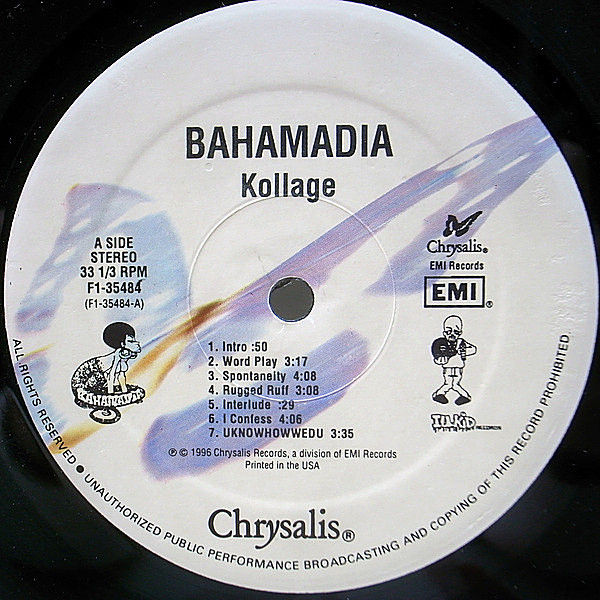 BAHAMADIA
Kollage
A SIDE
STEREO
33 1/3 RPM
F1-35484
(F1-35484-A)
Chrysalis®
EMI Records
EMI®
BAHAMADIA
ILL KID
1. Intro :50
2. Word Play 3:17
3. Spontaneity 4:08
4. Rugged Ruff 3:08
5. Interlude :29
6. I Confess 4:06
7. UKNOWHOWWEDU 3:35
℗ © 1996 Chrysalis Records, a division of EMI Records
Printed in the USA
Chrysalis®
ALL RIGHTS RESERVED ● UNAUTHORIZED PUBLIC PERFORMANCE BROADCASTING AND COPYING OF THIS RECORD PROHIBITED